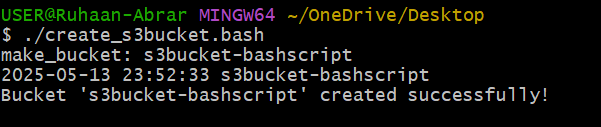 USER@Ruhaan-Abrar MINGW64 ~/OneDrive/Desktop
$ ./create_s3bucket.bash
make_bucket: s3bucket-bashscript
2025-05-13 23:52:33 s3bucket-bashscript
Bucket 's3bucket-bashscript' created successfully!